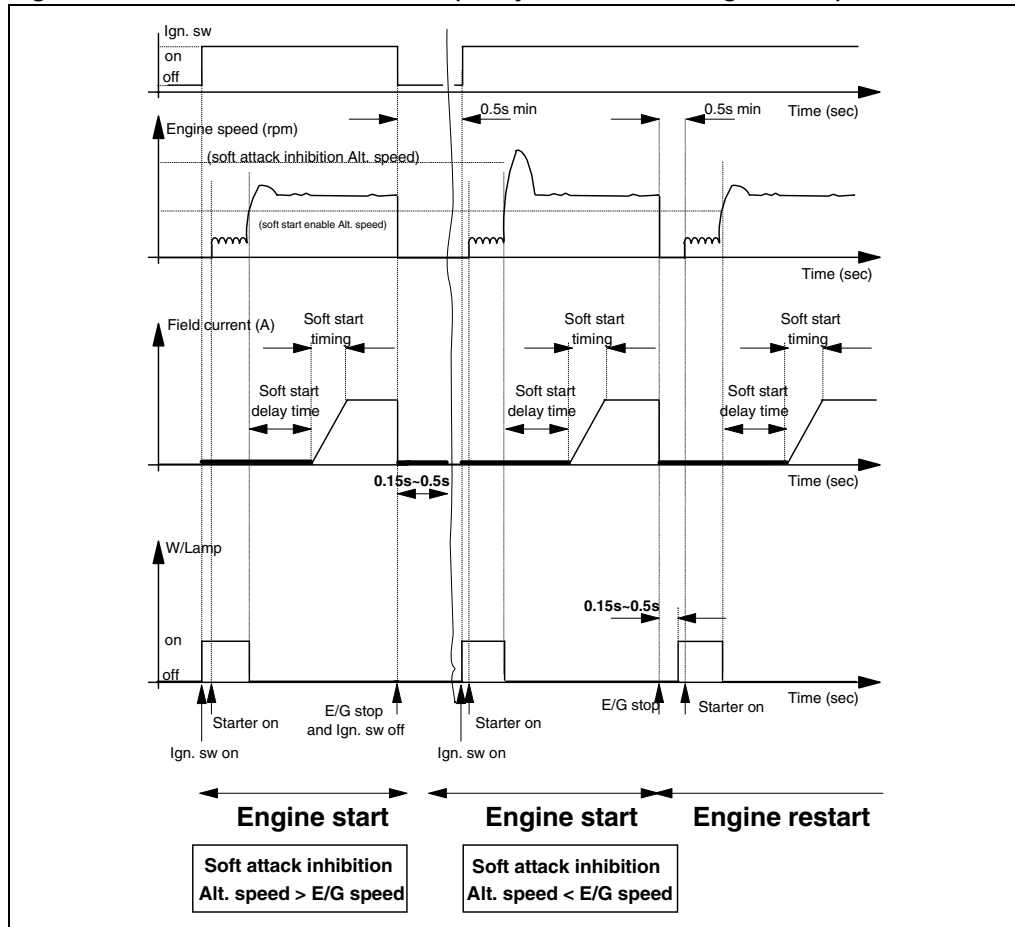 Ign. sw
on
off
0.5s min
0.5s min
Time (sec)
Engine speed (rpm)
(soft attack inhibition Alt. speed)
(soft start enable Alt. speed)
Time (sec)
Field current (A)
Soft start
timing
Soft start
timing
Soft start
timing
Soft start
delay time
Soft start
delay time
Soft start
delay time
Time (sec)
0.15s~0.5s
W/Lamp
0.15s~0.5s
on
off
Time (sec)
Starter on
E/G stop
and Ign. sw off
Starter on
E/G stop
Starter on
Ign. sw on
Ign. sw on
Engine start
Engine start
Engine restart
Soft attack inhibition
Alt. speed > E/G speed
Soft attack inhibition
Alt. speed < E/G speed